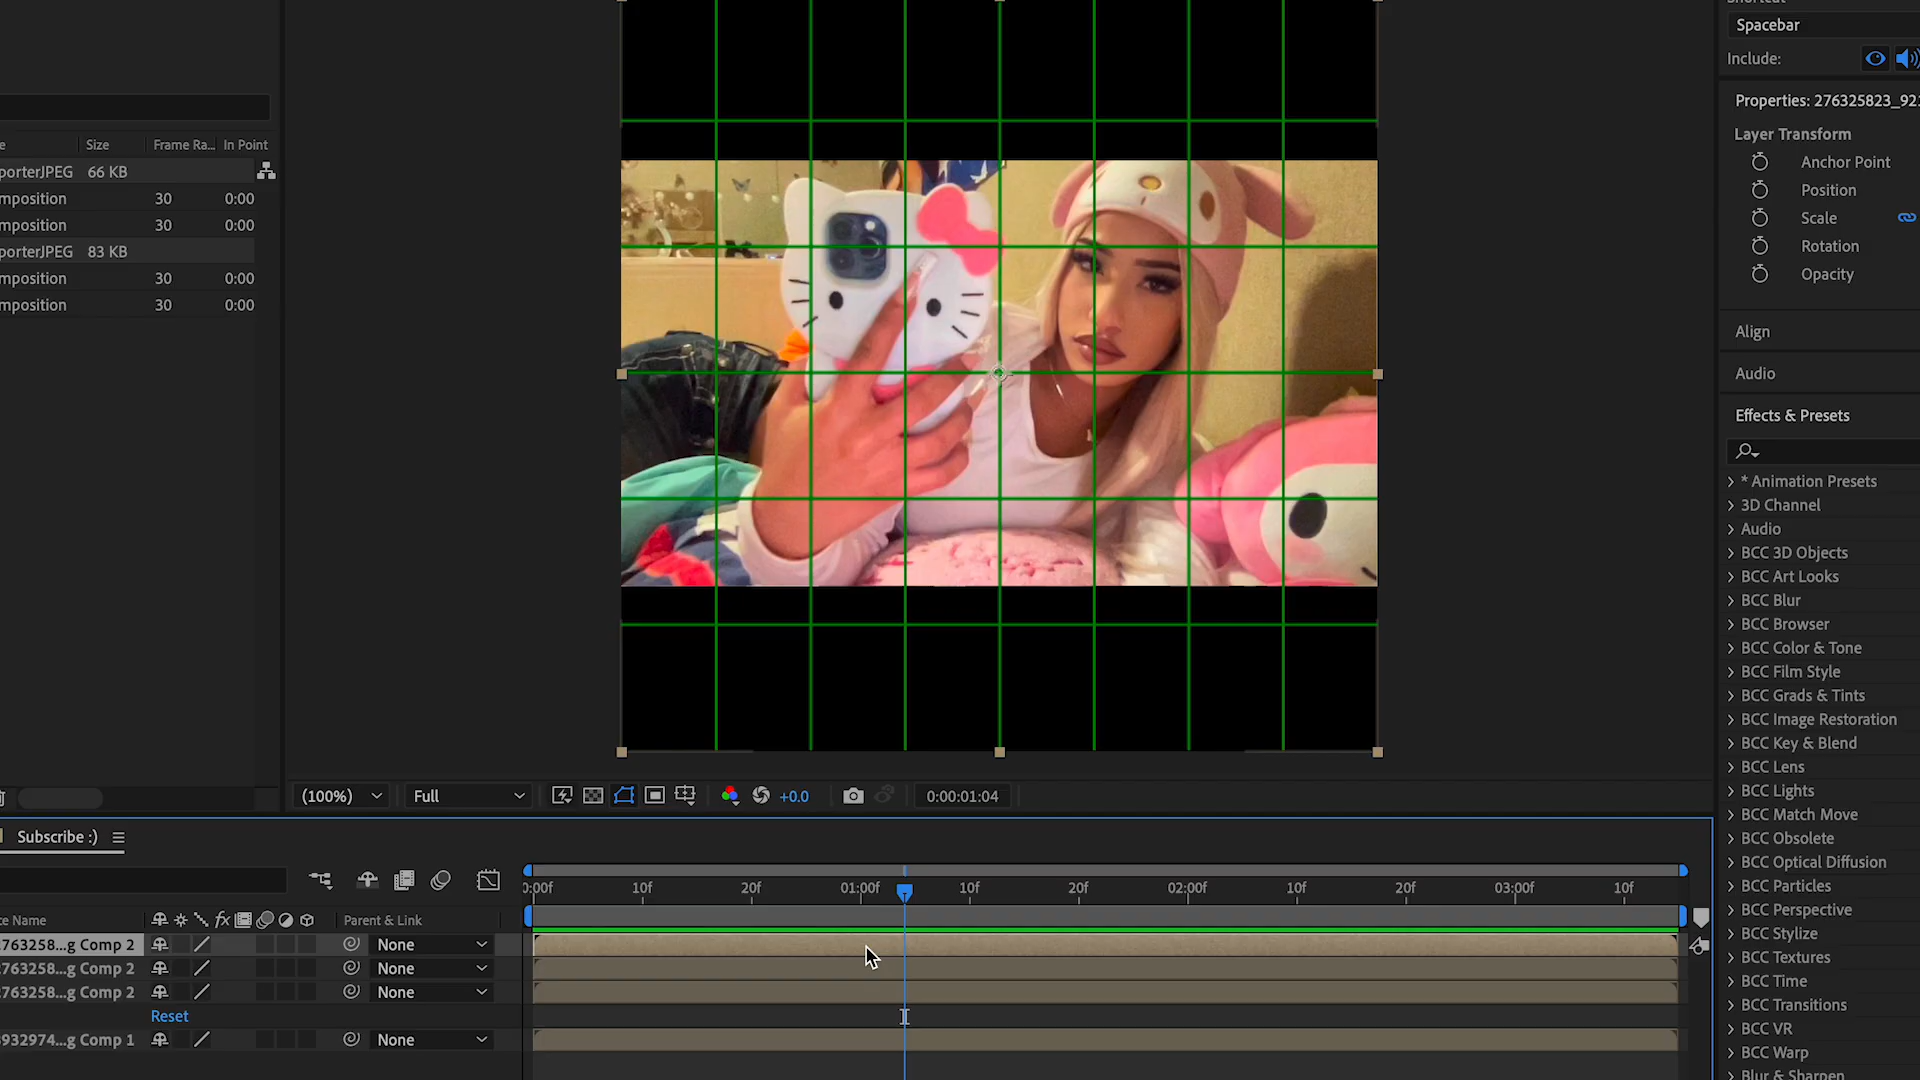 Spacebar
Include:
Properties: 276325823_921
Layer Transform
Anchor Point
Position
Scale
Rotation
Opacity
Align
Audio
Effects & Presets
* Animation Presets
3D Channel
Audio
BCC 3D Objects
BCC Art Looks
BCC Blur
BCC Browser
BCC Color & Tone
BCC Film Style
BCC Grads & Tints
BCC Image Restoration
BCC Key & Blend
BCC Lens
BCC Lights
BCC Match Move
BCC Obsolete
BCC Optical Diffusion
BCC Particles
BCC Perspective
BCC Stylize
BCC Textures
BCC Time
BCC Transitions
BCC VR
BCC Warp
Blur & Sharpen
e Size Frame Ra... In Point
porterJPEG 66 KB
mposition 30 0:00
mposition 30 0:00
porterJPEG 83 KB
mposition 30 0:00
mposition 30 0:00
(100%) Full +0.0 0:00:01:04
Subscribe :)
0:00f 10f 20f 01:00f 10f 20f 02:00f 10f 20f 03:00f 10f
ce Name fx Parent & Link
2763258...g Comp 2 None
2763258...g Comp 2 None
2763258...g Comp 2 None
Reset
3932974...g Comp 1 None